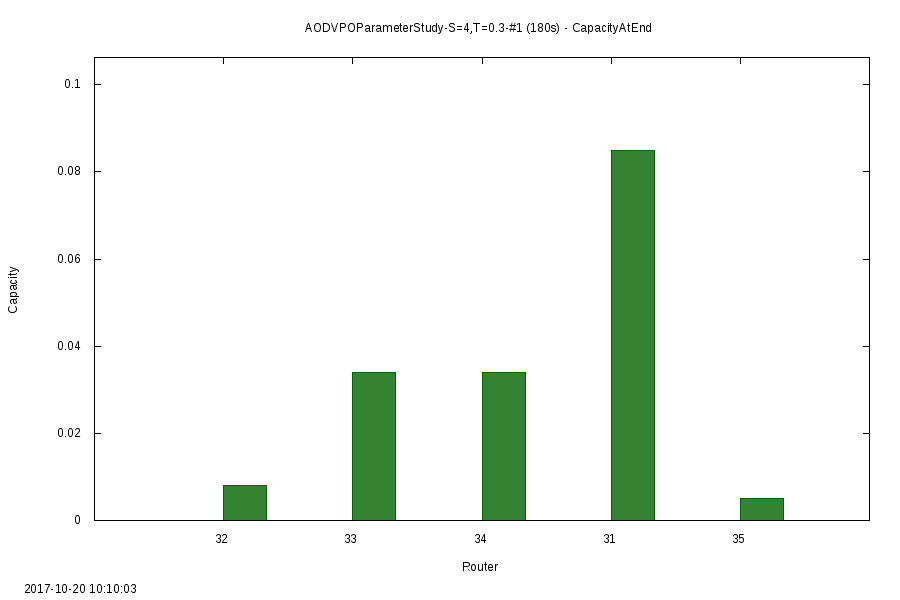 AODVPOParameterStudy-S=4,T=0.3-#1 (180s) - CapacityAtEnd
0.1
0.08
0.06
0.04
0.02
0
Capacity
32 33 34 31 35
Router
2017-10-20 10:10:03